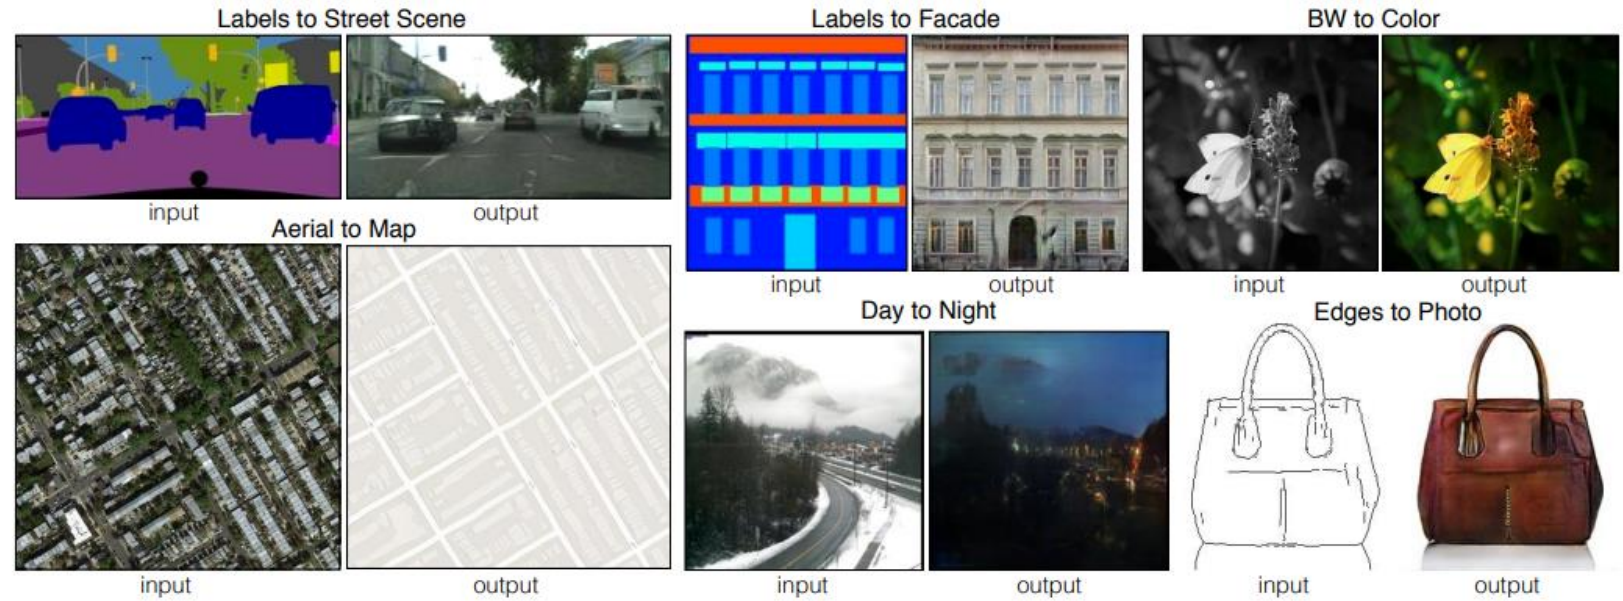 Labels to Street Scene
input
output
Aerial to Map
input
output
Labels to Facade
input
output
Day to Night
input
output
BW to Color
input
output
Edges to Photo
input
output